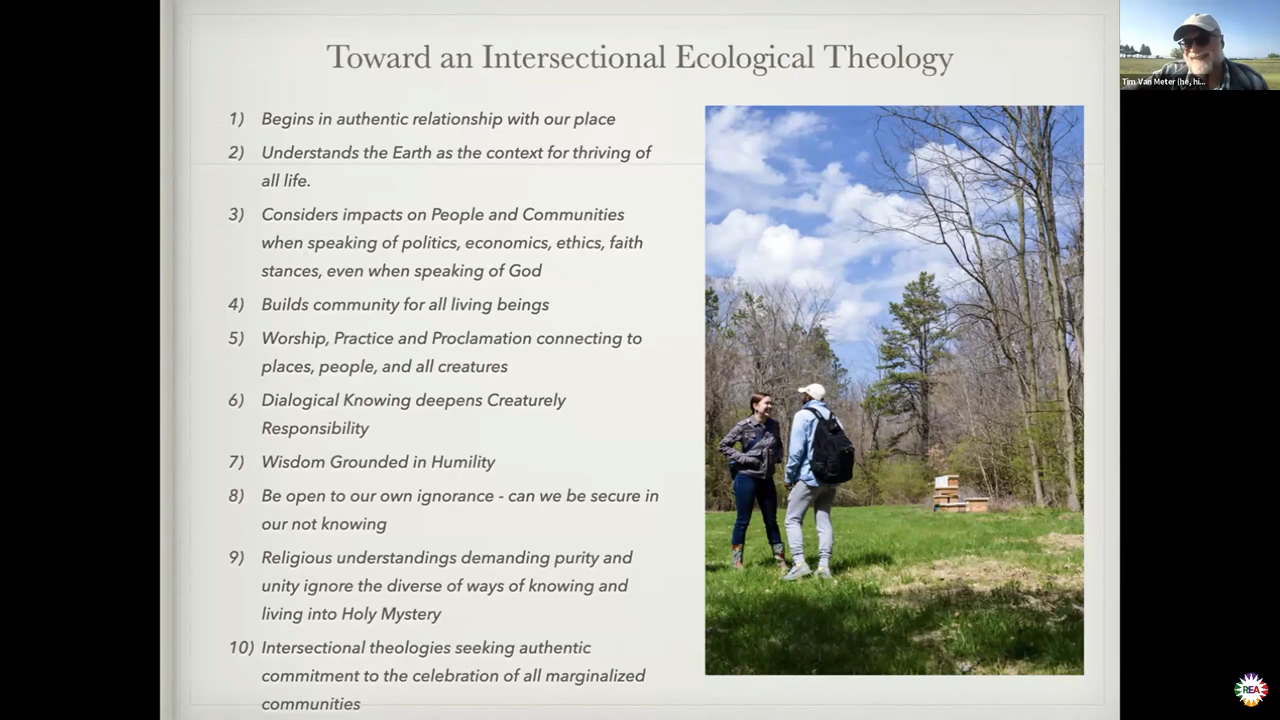 Toward an Intersectional Ecological Theology
1) Begins in authentic relationship with our place
2) Understands the Earth as the context for thriving of
all life.
3) Considers impacts on People and Communities
when speaking of politics, economics, ethics, faith
stances, even when speaking of God
4) Builds community for all living beings
5) Worship, Practice and Proclamation connecting to
places, people, and all creatures
6) Dialogical Knowing deepens Creaturely
Responsibility
7) Wisdom Grounded in Humility
8) Be open to our own ignorance - can we be secure in
our not knowing
9) Religious understandings demanding purity and
unity ignore the diverse of ways of knowing and
living into Holy Mystery
10) Intersectional theologies seeking authentic
commitment to the celebration of all marginalized
communities
Tim Van Meter (he, hi...
REA